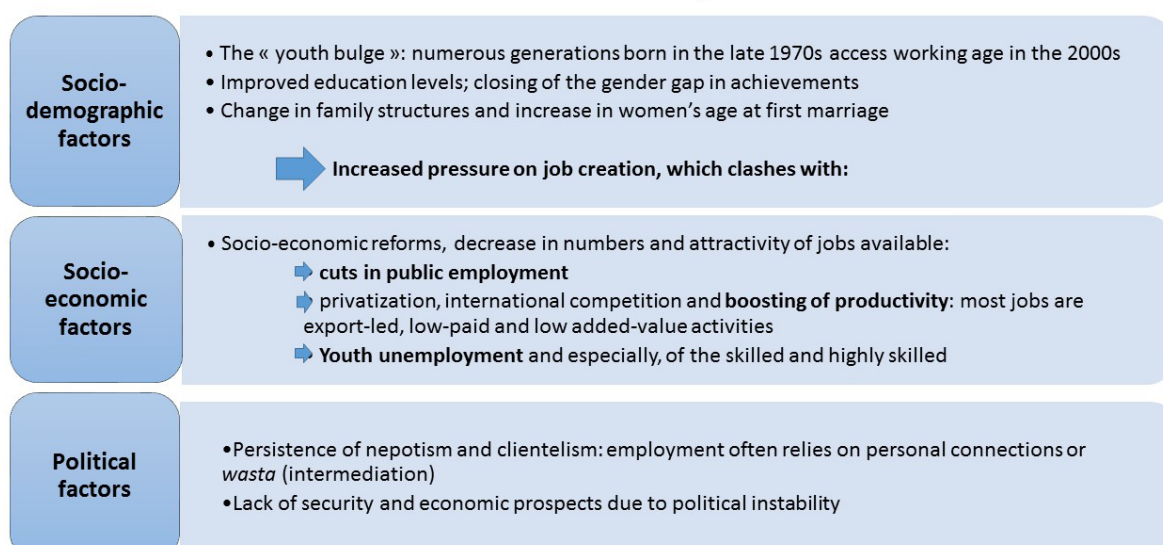 Socio-
demographic
factors
• The « youth bulge »: numerous generations born in the late 1970s access working age in the 2000s
• Improved education levels; closing of the gender gap in achievements
• Change in family structures and increase in women's age at first marriage
Increased pressure on job creation, which clashes with:
Socio-
economic
factors
• Socio-economic reforms, decrease in numbers and attractivity of jobs available:
cuts in public employment
privatization, international competition and boosting of productivity: most jobs are
export-led, low-paid and low added-value activities
Youth unemployment and especially, of the skilled and highly skilled
Political
factors
•Persistence of nepotism and clientelism: employment often relies on personal connections or
wasta (intermediation)
•Lack of security and economic prospects due to political instability